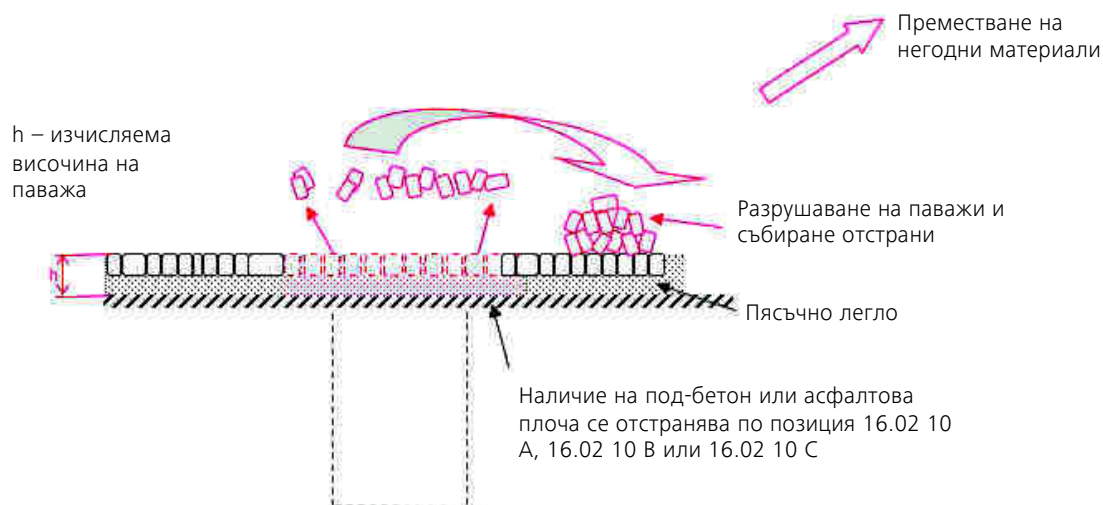 Преместване на
негодни материали
h – изчисляема
височина на
паважа
Разрушаване на паважи и
събиране отстрани
h
Пясъчно легло
Наличие на под-бетон или асфалтова
плоча се отстранява по позиция 16.02 10
А, 16.02 10 В или 16.02 10 С